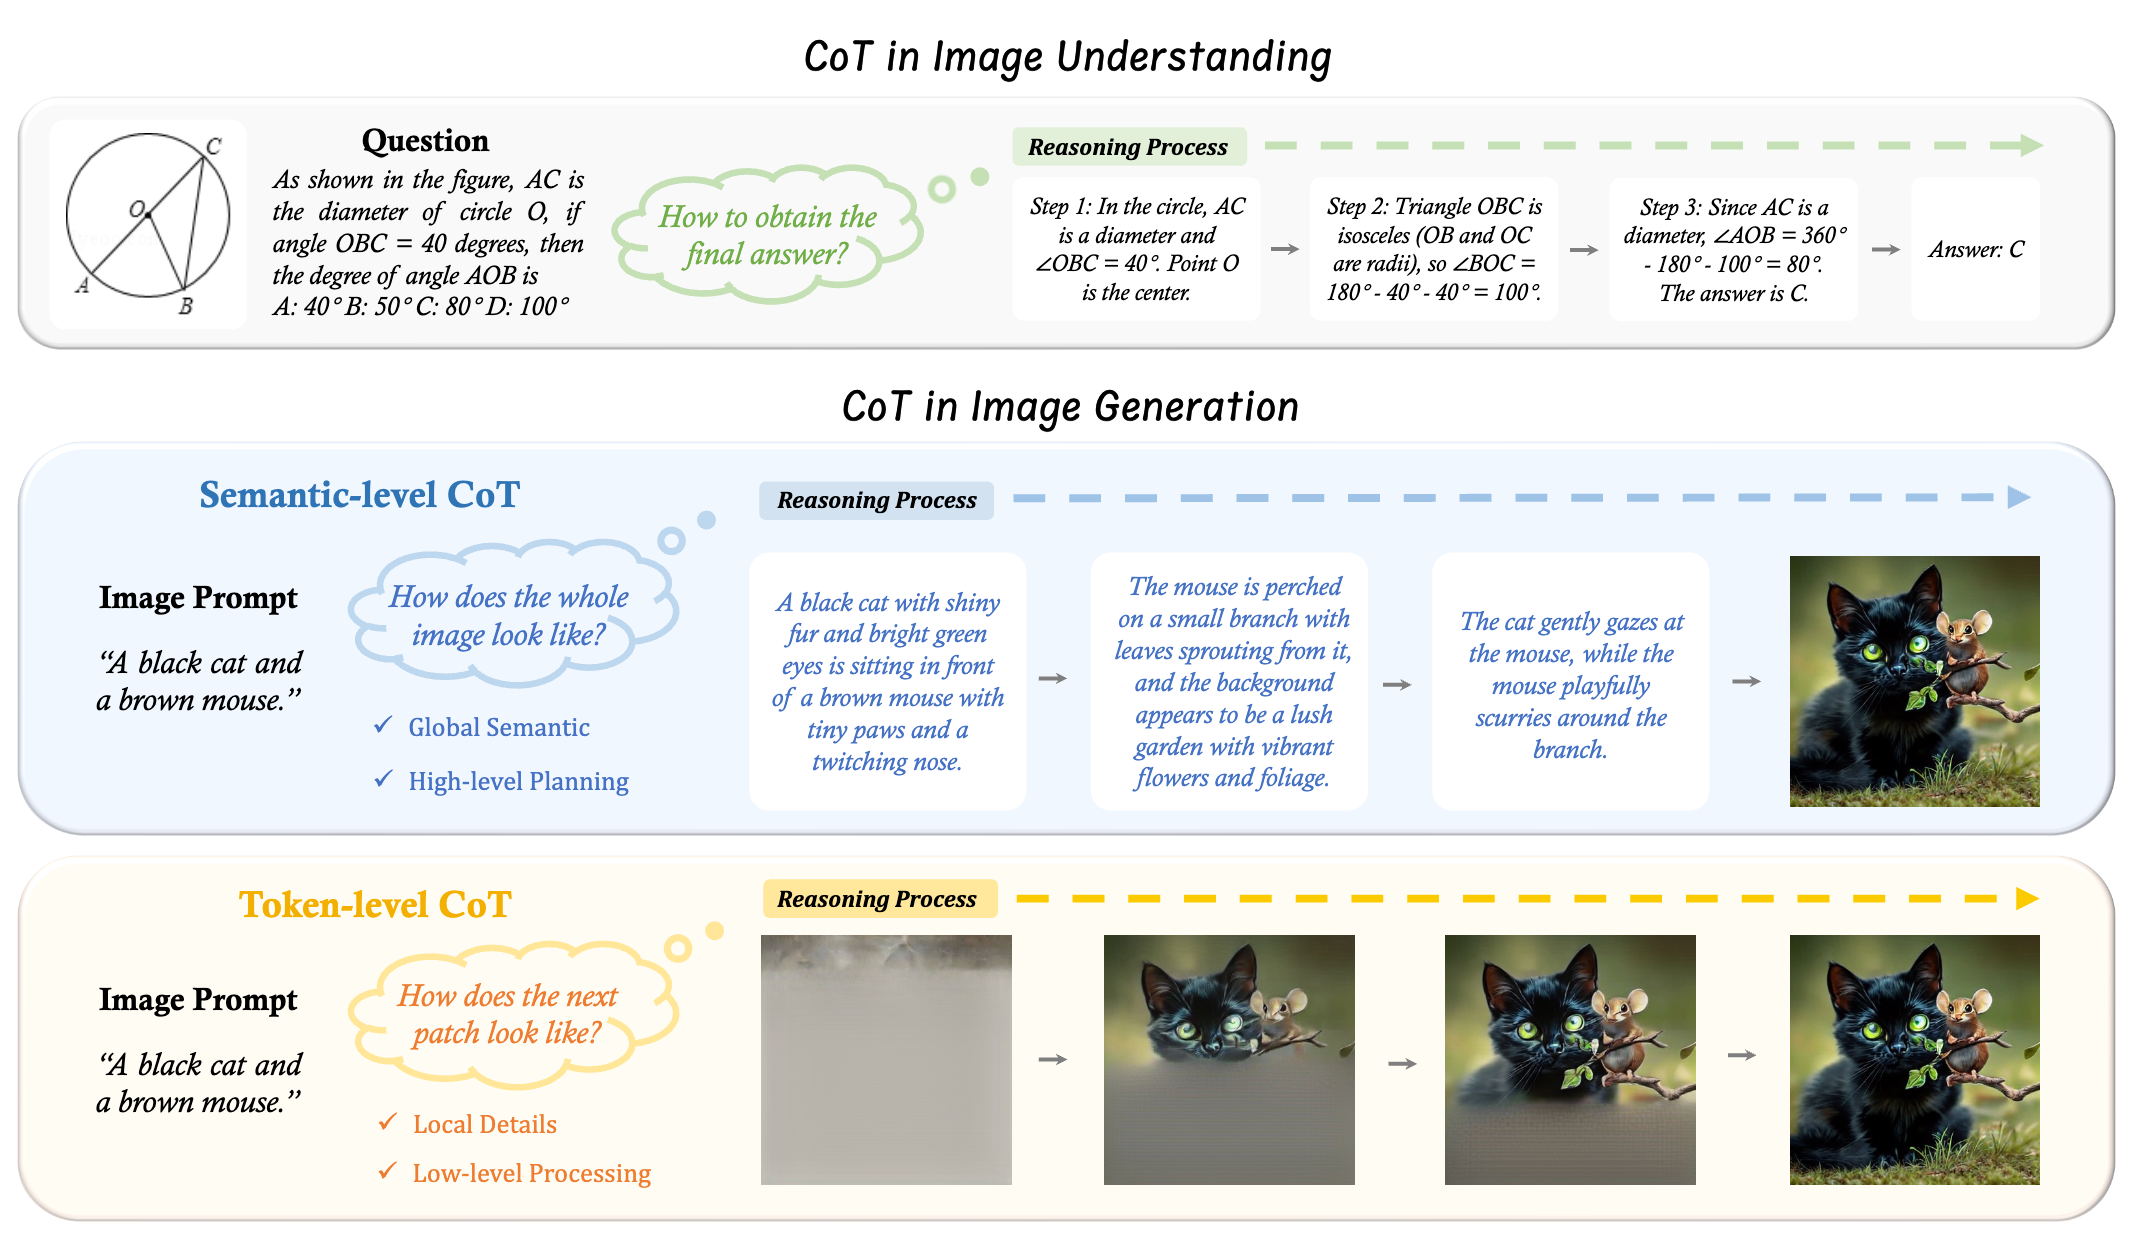 CoT in Image Understanding
C
O
A
B
Question
As shown in the figure, AC is
the diameter of circle O, if
angle OBC = 40 degrees, then
the degree of angle AOB is
A: 40° B: 50° C: 80° D: 100°
How to obtain the
final answer?
Reasoning Process
Step 1: In the circle, AC
is a diameter and
∠OBC = 40°. Point O
is the center.
Step 2: Triangle OBC is
isosceles (OB and OC
are radii), so ∠BOC =
180° - 40° - 40° = 100°.
Step 3: Since AC is a
diameter, ∠AOB = 360°
- 180° - 100° = 80°.
The answer is C.
Answer: C
CoT in Image Generation
Semantic-level CoT
Image Prompt
“A black cat and
a brown mouse.”
How does the whole
image look like?
✓ Global Semantic
✓ High-level Planning
Reasoning Process
A black cat with shiny
fur and bright green
eyes is sitting in front
of a brown mouse with
tiny paws and a
twitching nose.
The mouse is perched
on a small branch with
leaves sprouting from it,
and the background
appears to be a lush
garden with vibrant
flowers and foliage.
The cat gently gazes at
the mouse, while the
mouse playfully
scurries around the
branch.
Token-level CoT
Image Prompt
“A black cat and
a brown mouse.”
How does the next
patch look like?
✓ Local Details
✓ Low-level Processing
Reasoning Process